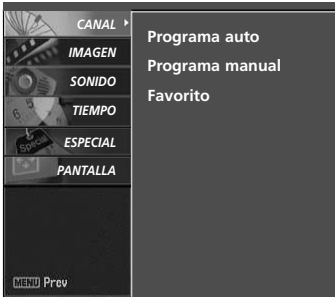 CANAL
IMAGEN
SONIDO
TIEMPO
ESPECIAL
PANTALLA
Programa auto
Programa manual
Favorito
MENU Prev